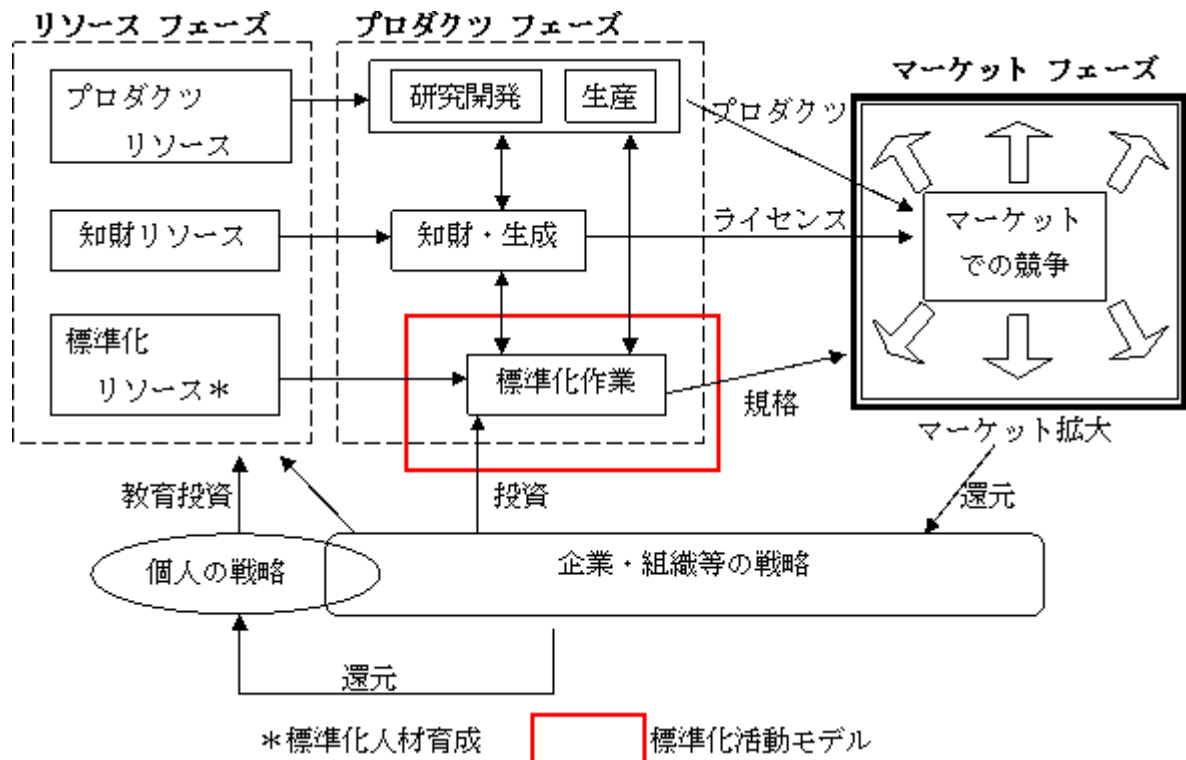 リソース フェーズ
プロダクツ フェーズ
マーケット フェーズ
プロダクツ
リソース
研究開発
生産
プロダクツ
知財リソース
知財・生成
ライセンス
マーケット
での競争
標準化
リソース＊
標準化作業
規格
マーケット拡大
教育投資
投資
還元
個人の戦略
企業・組織等の戦略
還元
＊標準化人材育成
標準化活動モデル